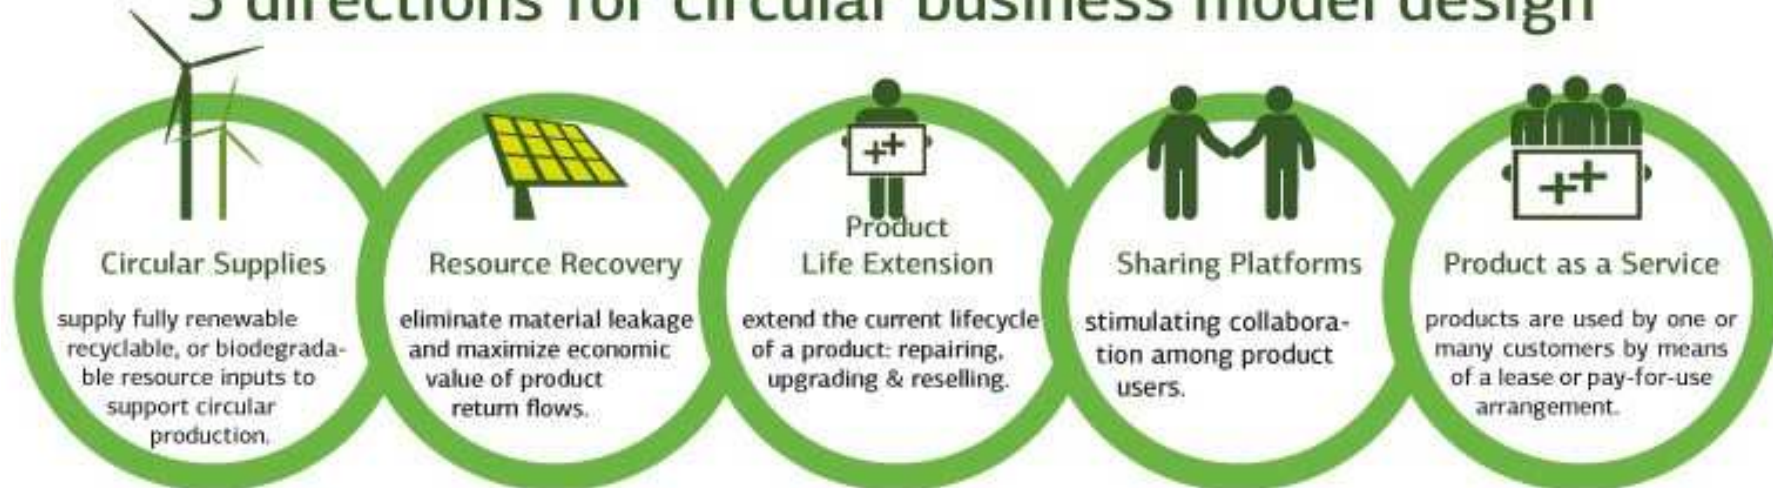 5 directions for circular business model design
Circular Supplies
supply fully renewable
recyclable, or biodegrada-
ble resource inputs to
support circular
production.
Resource Recovery
eliminate material leakage
and maximize economic
value of product
return flows.
Product
Life Extension
extend the current lifecycle
of a product: repairing,
upgrading & reselling.
Sharing Platforms
stimulating collabora-
tion among product
users.
Product as a Service
products are used by one or
many customers by means
of a lease or pay-for-use
arrangement.